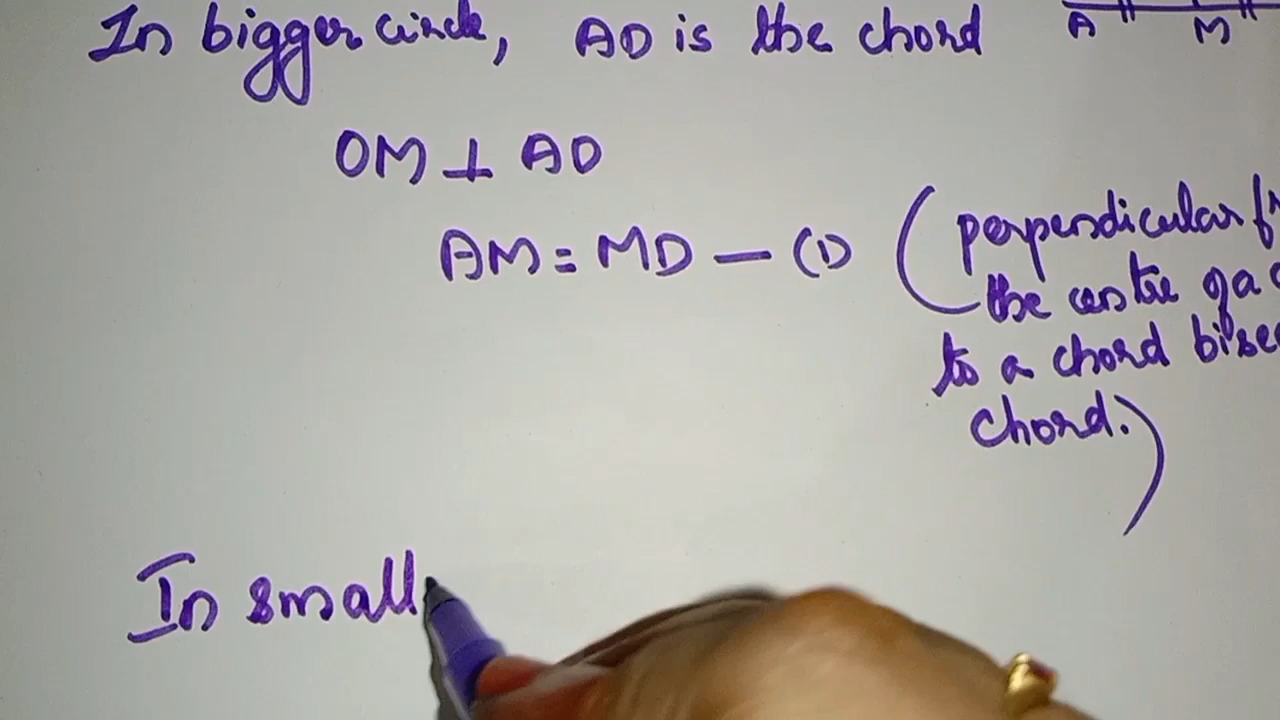 In bigger circle, AD is the chord
A M
OM ⊥ AD
AM = MD — (1)
(perpendicular
the centre of a
to a chord
chord.)
In small